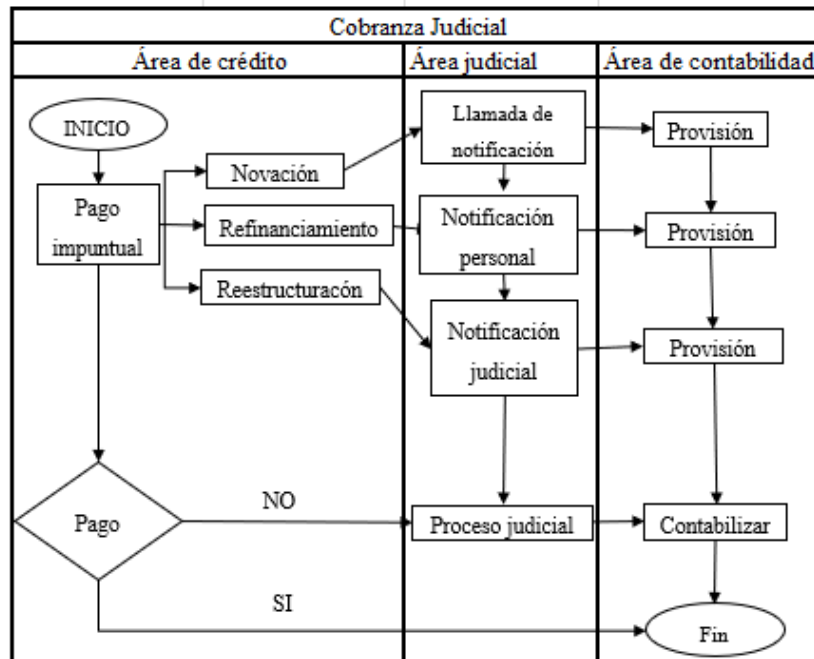 Cobranza Judicial
Área de crédito
Área judicial
Área de contabilidad
INICIO
Llamada de
notificación
Provisión
Novación
Pago
impuntual
Refinanciamiento
Notificación
personal
Provisión
Reestructuracón
Notificación
judicial
Provisión
Pago
NO
Proceso judicial
Contabilizar
SI
Fin